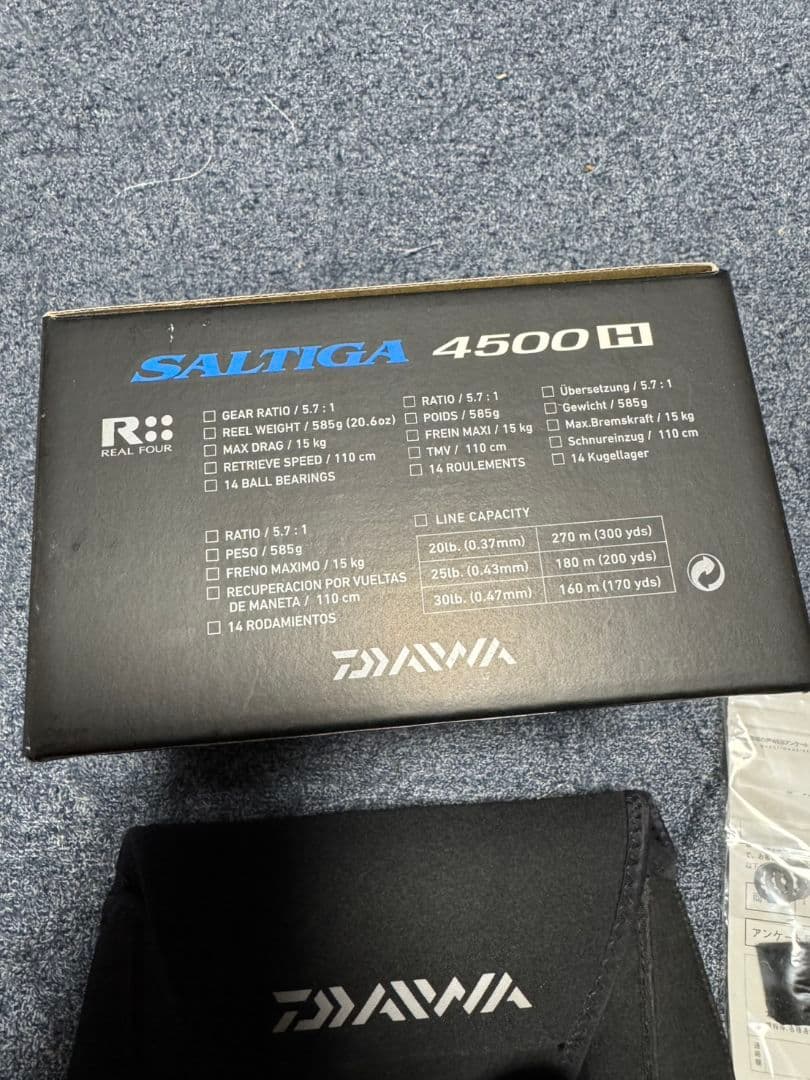 SALTIGA 4500 H
R
REAL FOUR
GEAR RATIO / 5.7 : 1
REEL WEIGHT / 585g (20.6oz)
MAX DRAG / 15 kg
RETRIEVE SPEED / 110 cm
14 BALL BEARINGS
RATIO / 5.7 : 1
POIDS / 585g
FREIN MAXI / 15 kg
TMV / 110 cm
14 ROULEMENTS
Übersetzung / 5.7 : 1
Gewicht / 585g
Max.Bremskraft / 15 kg
Schnureinzug / 110 cm
14 Kugellager
RATIO / 5.7 : 1
PESO / 585g
FRENO MAXIMO / 15 kg
RECUPERACION POR VUELTAS
DE MANETA / 110 cm
14 RODAMIENTOS
LINE CAPACITY
20lb. (0.37mm) 270 m (300 yds)
25lb. (0.43mm) 180 m (200 yds)
30lb. (0.47mm) 160 m (170 yds)
DAIWA
DAIWA
アンケート